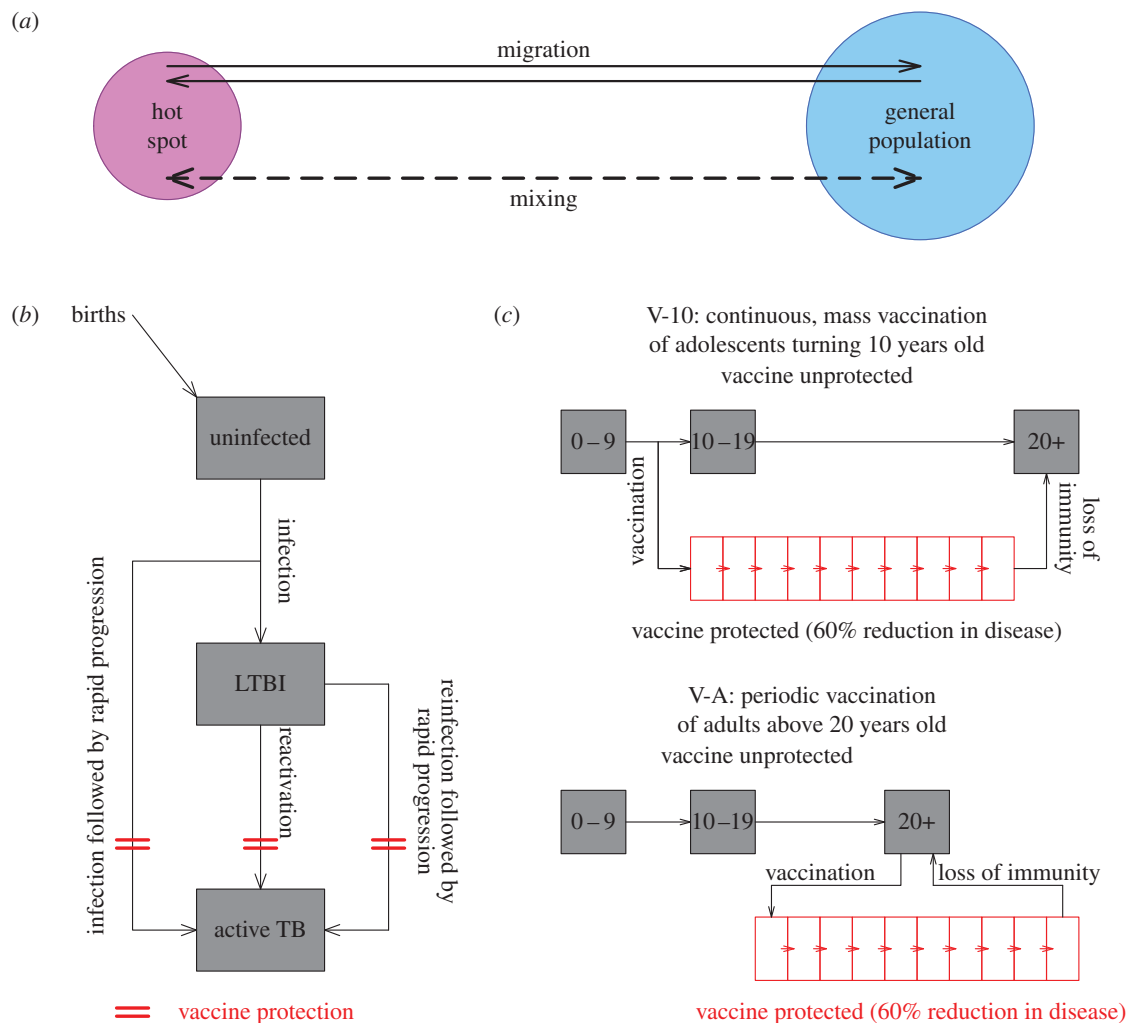 (a)
migration
hot
spot
general
population
mixing
(b)
births
uninfected
infection
infection followed by rapid progression
LTBI
reactivation
reinfection followed by
rapid progression
active TB
vaccine protection
(c)
V-10: continuous, mass vaccination
of adolescents turning 10 years old
vaccine unprotected
0–9
10–19
20+
vaccination
loss of
immunity
vaccine protected (60% reduction in disease)
V-A: periodic vaccination
of adults above 20 years old
vaccine unprotected
0–9
10–19
20+
vaccination
loss of immunity
vaccine protected (60% reduction in disease)